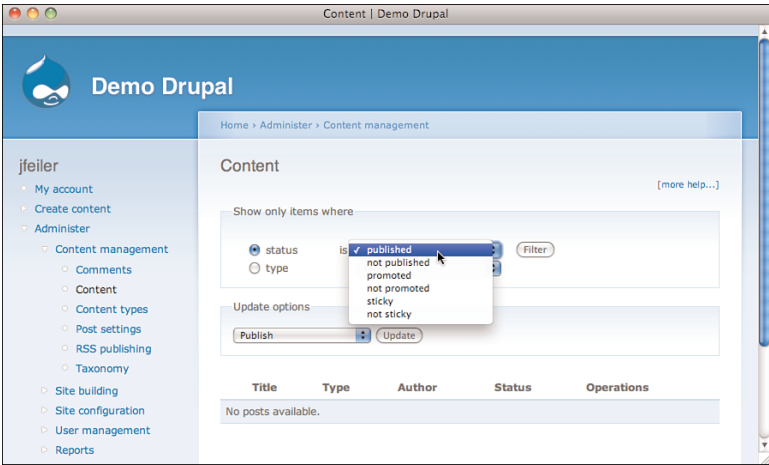 Content | Demo Drupal
Demo Drupal
Home › Administer › Content management
jfeiler
My account
Create content
Administer
Content management
Comments
Content
Content types
Post settings
RSS publishing
Taxonomy
Site building
Site configuration
User management
Reports
Content
[more help...]
Show only items where
status is ✓ published Filter
not published
type promoted
not promoted
sticky
not sticky
Update options
Publish Update
Title Type Author Status Operations
No posts available.